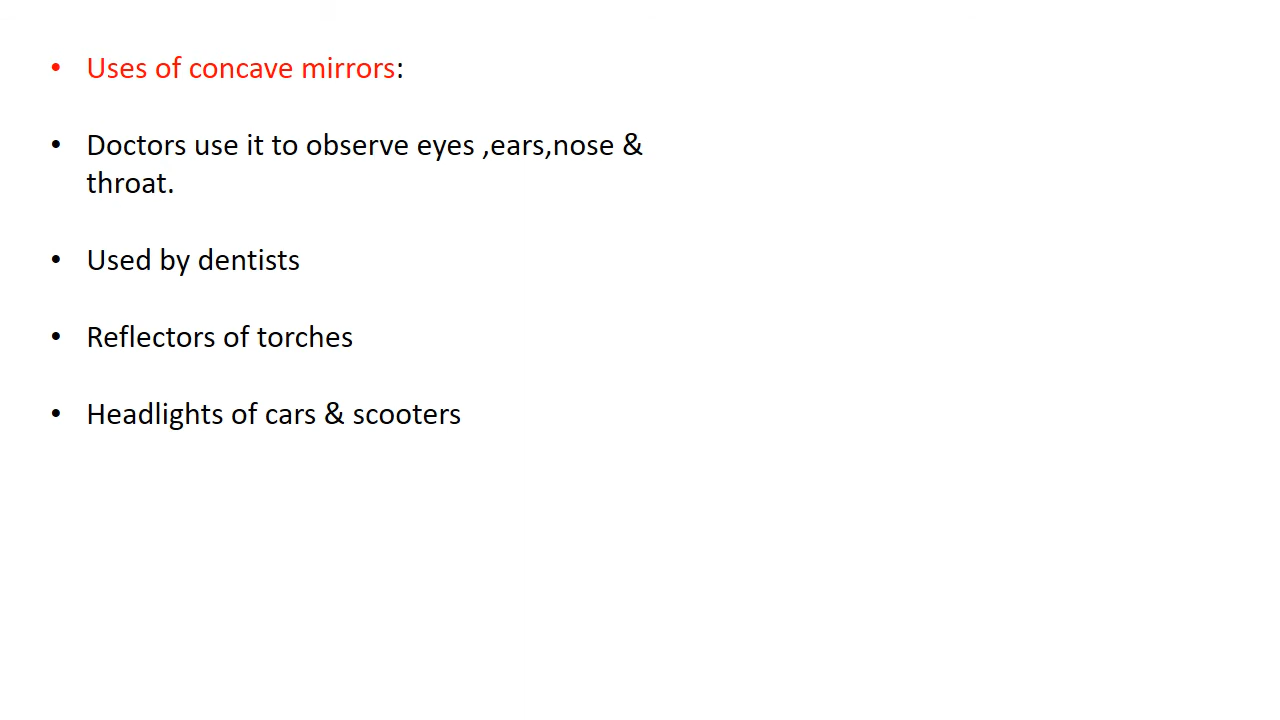 • Uses of concave mirrors:
• Doctors use it to observe eyes ,ears,nose &
throat.
• Used by dentists
• Reflectors of torches
• Headlights of cars & scooters